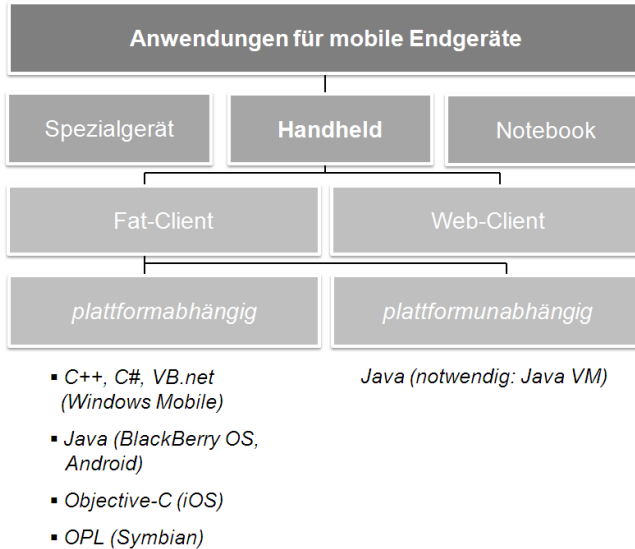 Anwendungen für mobile Endgeräte
Spezialgerät
Handheld
Notebook
Fat-Client
Web-Client
plattformabhängig
plattformunabhängig
▪ C++, C#, VB.net
(Windows Mobile)
▪ Java (BlackBerry OS,
Android)
▪ Objective-C (iOS)
▪ OPL (Symbian)
Java (notwendig: Java VM)